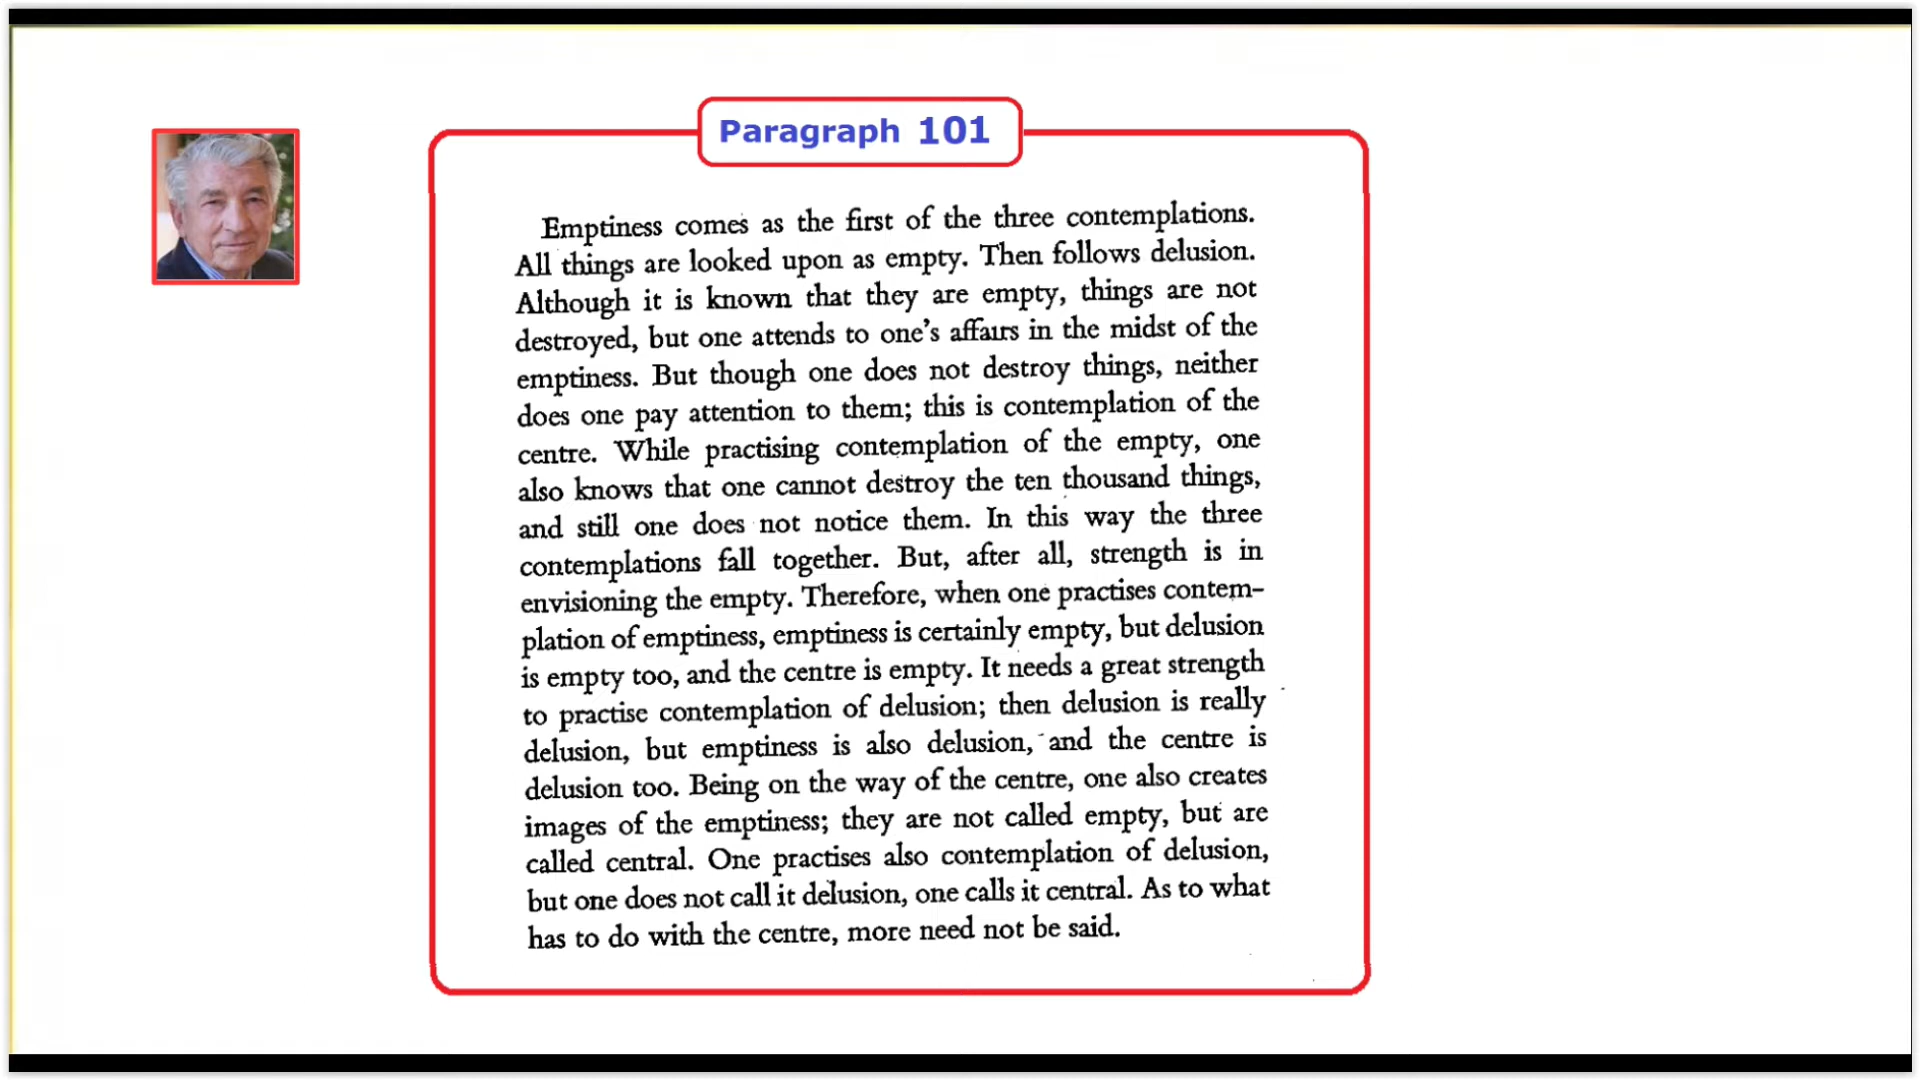 Paragraph 101
Emptiness comes as the first of the three contemplations.
All things are looked upon as empty. Then follows delusion.
Although it is known that they are empty, things are not
destroyed, but one attends to one's affairs in the midst of the
emptiness. But though one does not destroy things, neither
does one pay attention to them; this is contemplation of the
centre. While practising contemplation of the empty, one
also knows that one cannot destroy the ten thousand things,
and still one does not notice them. In this way the three
contemplations fall together. But, after all, strength is in
envisioning the empty. Therefore, when one practises contem-
plation of emptiness, emptiness is certainly empty, but delusion
is empty too, and the centre is empty. It needs a great strength
to practise contemplation of delusion; then delusion is really
delusion, but emptiness is also delusion, and the centre is
delusion too. Being on the way of the centre, one also creates
images of the emptiness; they are not called empty, but are
called central. One practises also contemplation of delusion,
but one does not call it delusion, one calls it central. As to what
has to do with the centre, more need not be said.